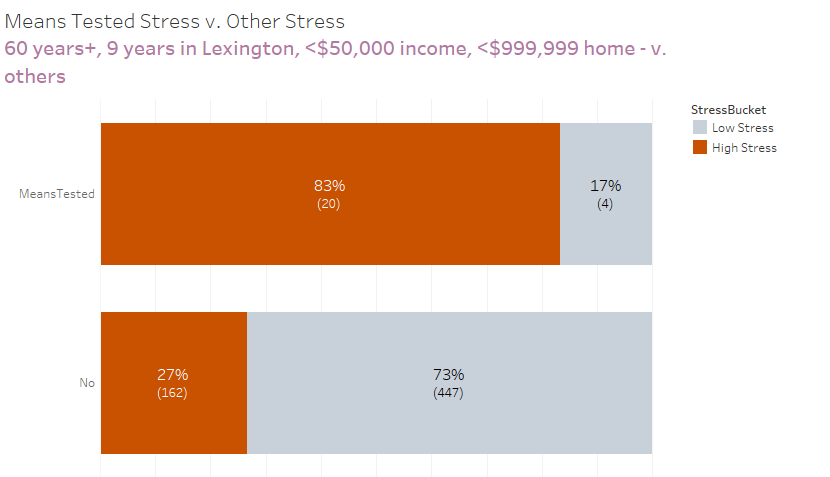 Means Tested Stress v. Other Stress
60 years+, 9 years in Lexington, <$50,000 income, <$999,999 home - v.
others
StressBucket
Low Stress
High Stress
MeansTested
83%
(20)
17%
(4)
No
27%
(162)
73%
(447)